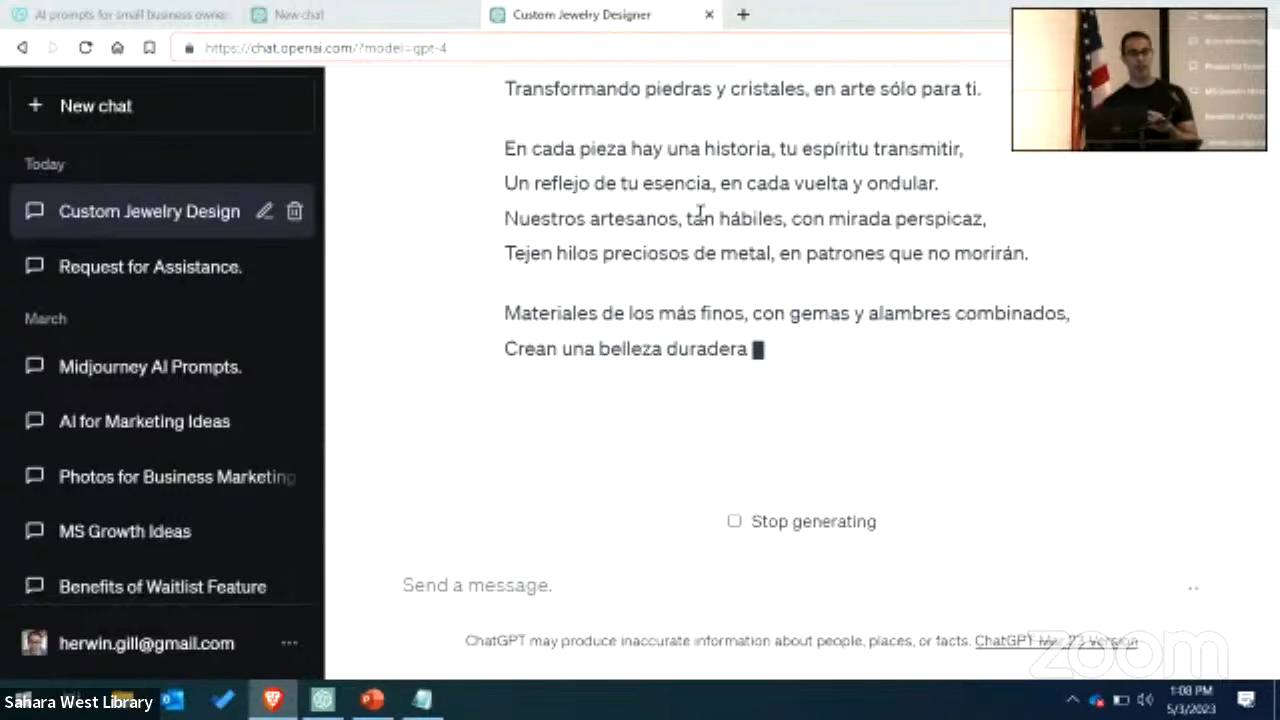 AI prompts for small business owner
New chat
Custom Jewelry Designer
https://chat.openai.com/?model=gpt-4
+ New chat
Today
Custom Jewelry Design
Request for Assistance.
March
Midjourney AI Prompts.
AI for Marketing Ideas
Photos for Business Marketing
MS Growth Ideas
Benefits of Waitlist Feature
herwin.gill@gmail.com
Transformando piedras y cristales, en arte sólo para ti.
En cada pieza hay una historia, tu espíritu transmitir,
Un reflejo de tu esencia, en cada vuelta y ondular.
Nuestros artesanos, tan hábiles, con mirada perspicaz,
Tejen hilos preciosos de metal, en patrones que no morirán.
Materiales de los más finos, con gemas y alambres combinados,
Crean una belleza duradera
Stop generating
Send a message.
ChatGPT may produce inaccurate information about people, places, or facts. ChatGPT Mar 23 Version
zoom
Sahara West Library
1:08 PM
5/3/2023